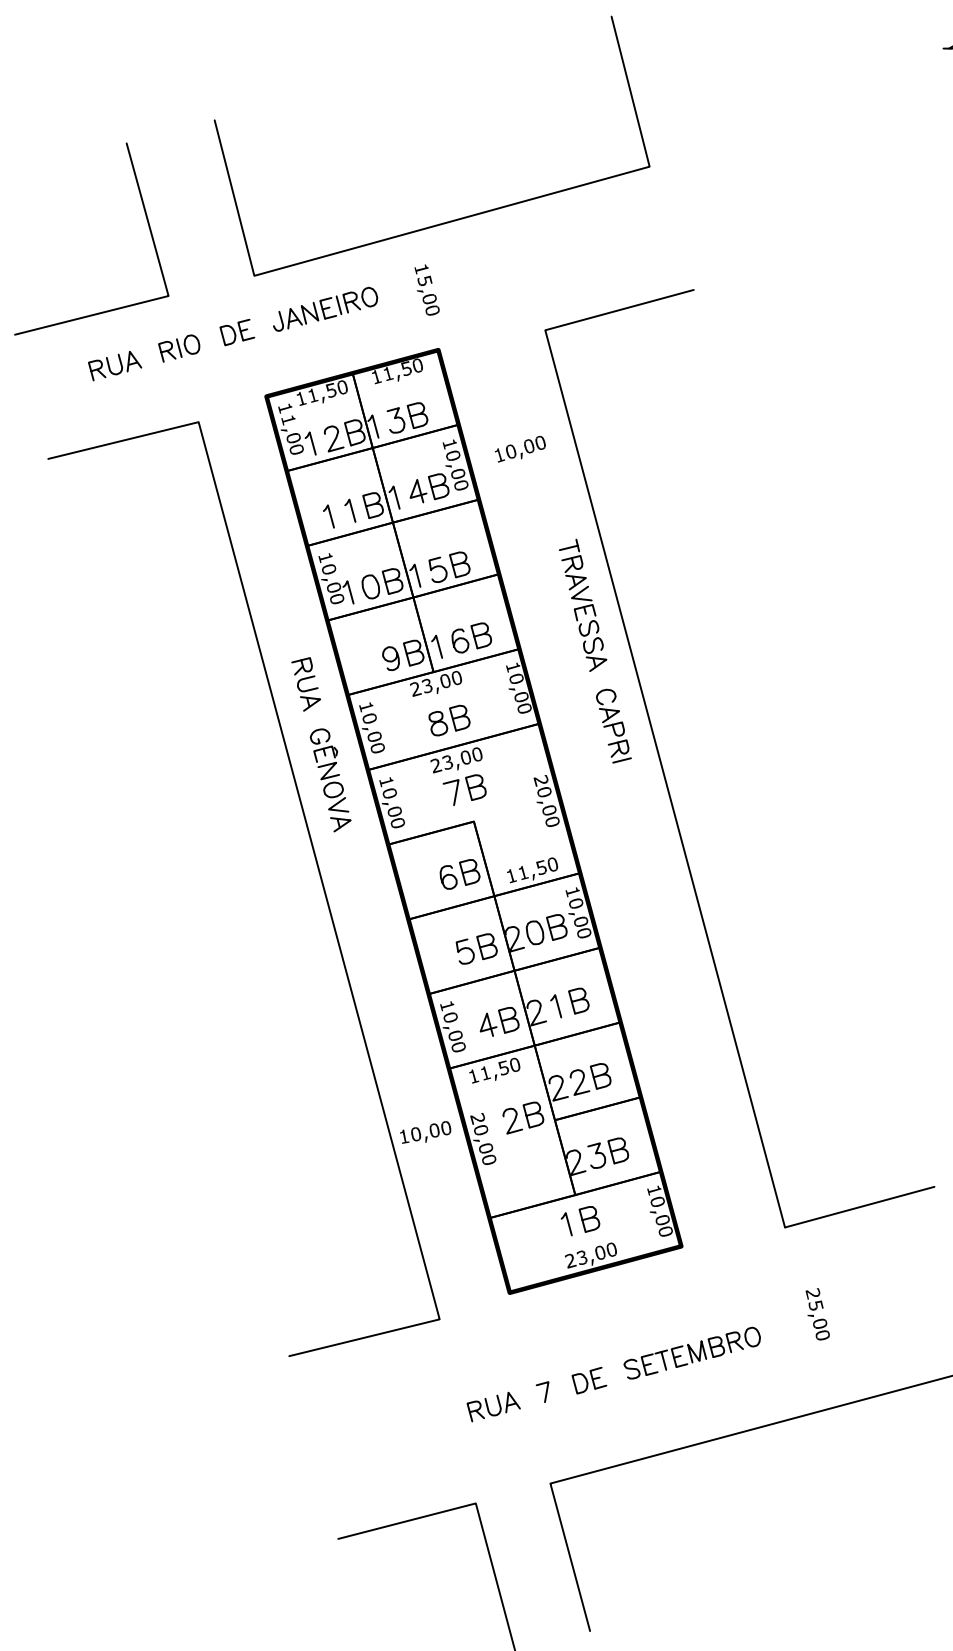 15,00
RUA RIO DE JANEIRO
11,50
11,50
11,00
12B
13B
10,00
10,00
11B
14B
10,00
10B
15B
TRAVESSA CAPRI
9B
16B
RUA GÊNOVA
23,00
10,00
10,00
8B
23,00
10,00
7B
20,00
6B
11,50
10,00
5B
20B
10,00
4B
21B
11,50
22B
10,00
20,00
2B
23B
1B
10,00
23,00
25,00
RUA 7 DE SETEMBRO